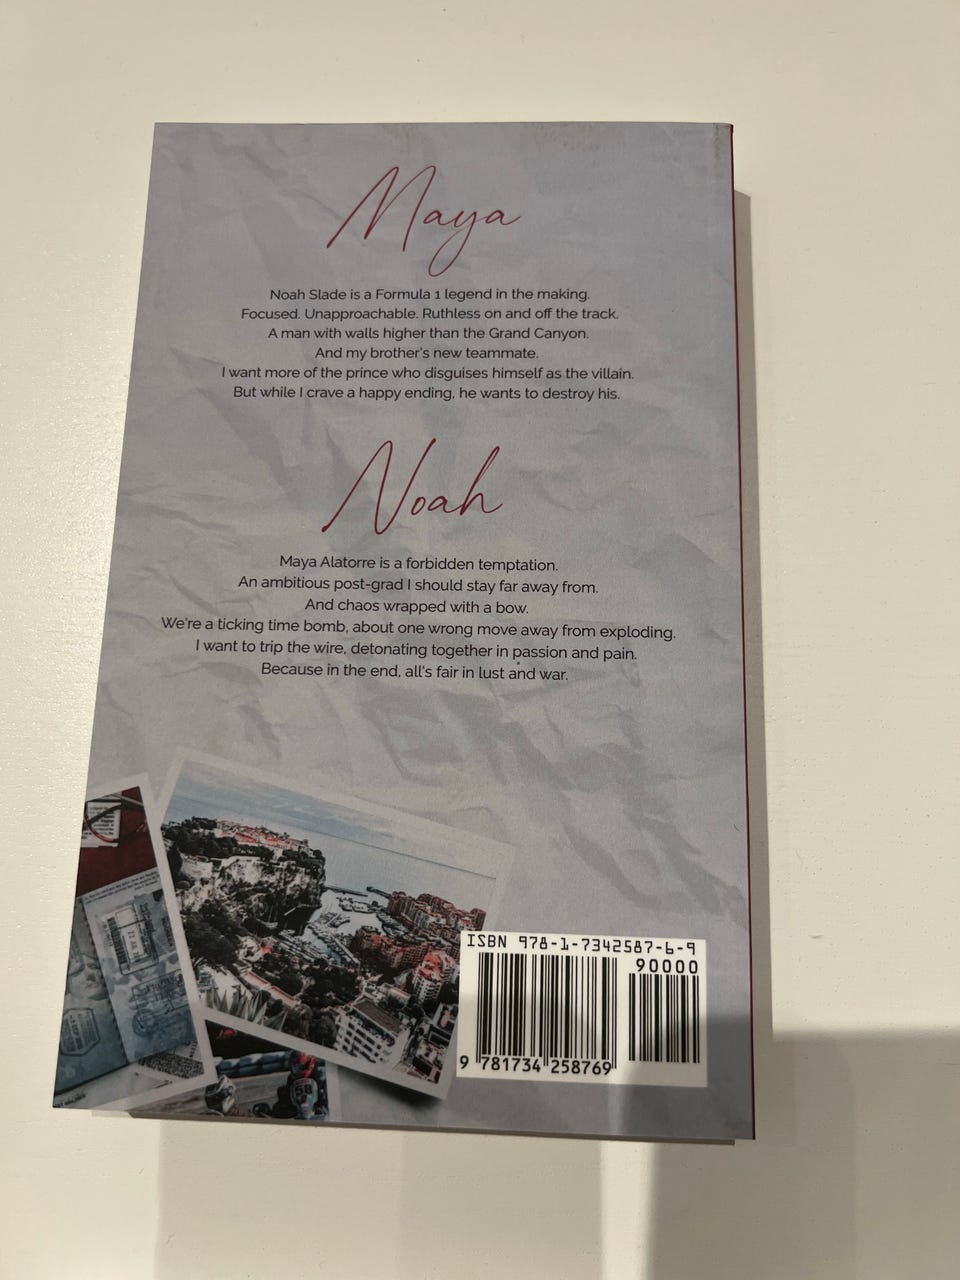 Maya
Noah Slade is a Formula 1 legend in the making.
Focused. Unapproachable. Ruthless on and off the track.
A man with walls higher than the Grand Canyon.
And my brother's new teammate.
I want more of the prince who disguises himself as the villain.
But while I crave a happy ending, he wants to destroy his.
Noah
Maya Alatorre is a forbidden temptation.
An ambitious post-grad I should stay far away from.
And chaos wrapped with a bow.
We're a ticking time bomb, about one wrong move away from exploding.
I want to trip the wire, detonating together in passion and pain.
Because in the end, all's fair in lust and war.
ISBN 978-1-7342587-6-9
90000
9 781734 258769
58